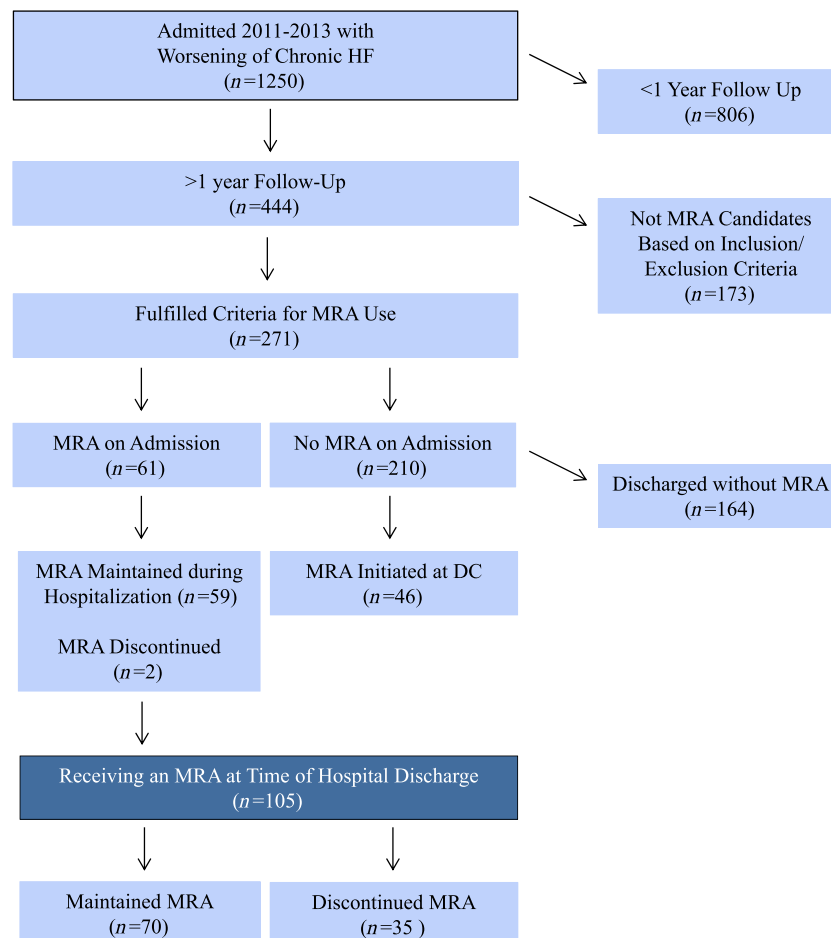 Admitted 2011-2013 with
Worsening of Chronic HF
(n=1250)
<1 Year Follow Up
(n=806)
>1 year Follow-Up
(n=444)
Not MRA Candidates
Based on Inclusion/
Exclusion Criteria
(n=173)
Fulfilled Criteria for MRA Use
(n=271)
MRA on Admission
(n=61)
No MRA on Admission
(n=210)
Discharged without MRA
(n=164)
MRA Maintained during
Hospitalization (n=59)
MRA Discontinued
(n=2)
MRA Initiated at DC
(n=46)
Receiving an MRA at Time of Hospital Discharge
(n=105)
Maintained MRA
(n=70)
Discontinued MRA
(n=35 )